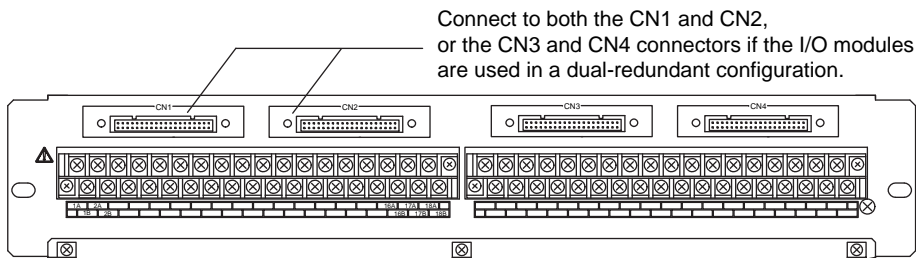 Connect to both the CN1 and CN2,
or the CN3 and CN4 connectors if the I/O modules
are used in a dual-redundant configuration.
CN1 CN2 CN3 CN4
1A 2A 16A 17A 18A
1B 2B 16B 17B 18B